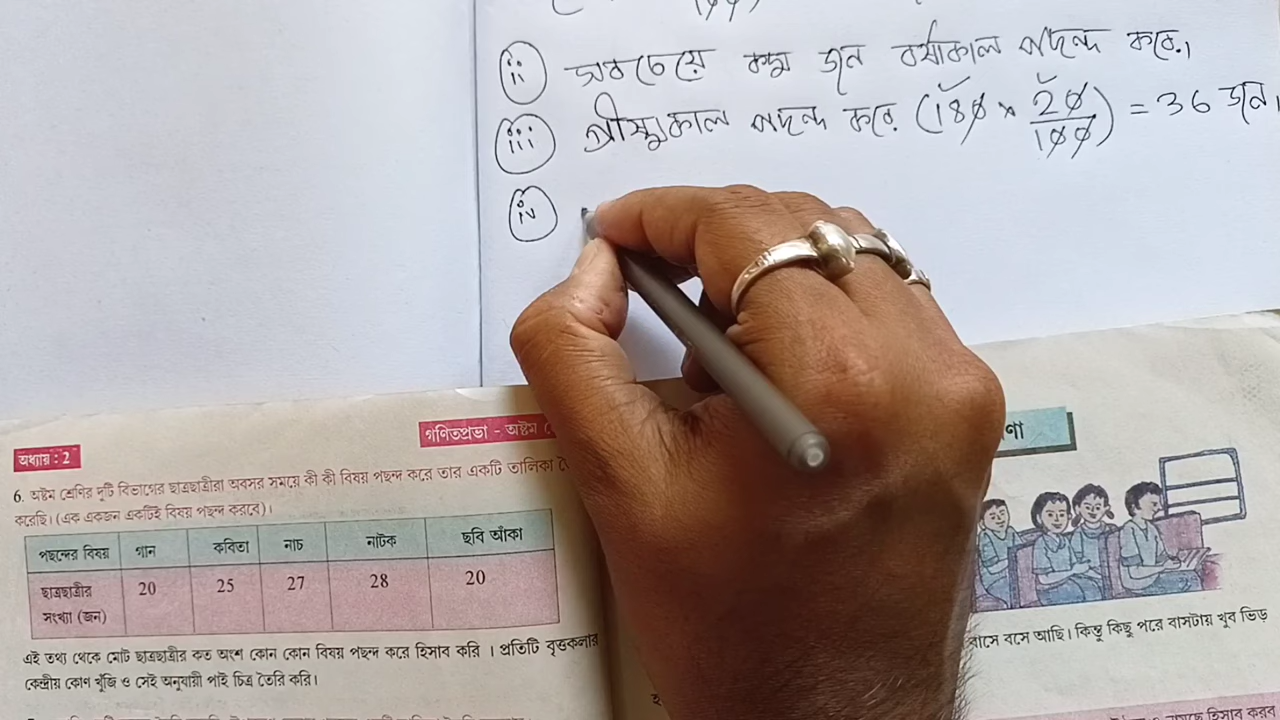 (ii) সবচেয়ে কম জন বর্ষাকাল পছন্দ করে।
(iii) গ্রীষ্মকাল পছন্দ করে (180 × 20/100) = 36 জন।
(iv)
অধ্যায় : 2
গণিতপ্রভা - অষ্টম
6. অষ্টম শ্রেণির দুটি বিভাগের ছাত্রছাত্রীরা অবসর সময়ে কী কী বিষয় পছন্দ করে তার একটি তালিকা
করেছি। (এক একজন একটিই বিষয় পছন্দ করবে)।
পছন্দের বিষয় গান কবিতা নাচ নাটক ছবি আঁকা
ছাত্রছাত্রীর সংখ্যা (জন) 20 25 27 28 20
এই তথ্য থেকে মোট ছাত্রছাত্রীর কত অংশ কোন কোন বিষয় পছন্দ করে হিসাব করি । প্রতিটি বৃত্তকলার
কেন্দ্রীয় কোণ খুঁজি ও সেই অনুযায়ী পাই চিত্র তৈরি করি।
বাসে বসে আছি। কিন্তু কিছু পরে বাসটায় খুব ভিড়
হিসাব করব